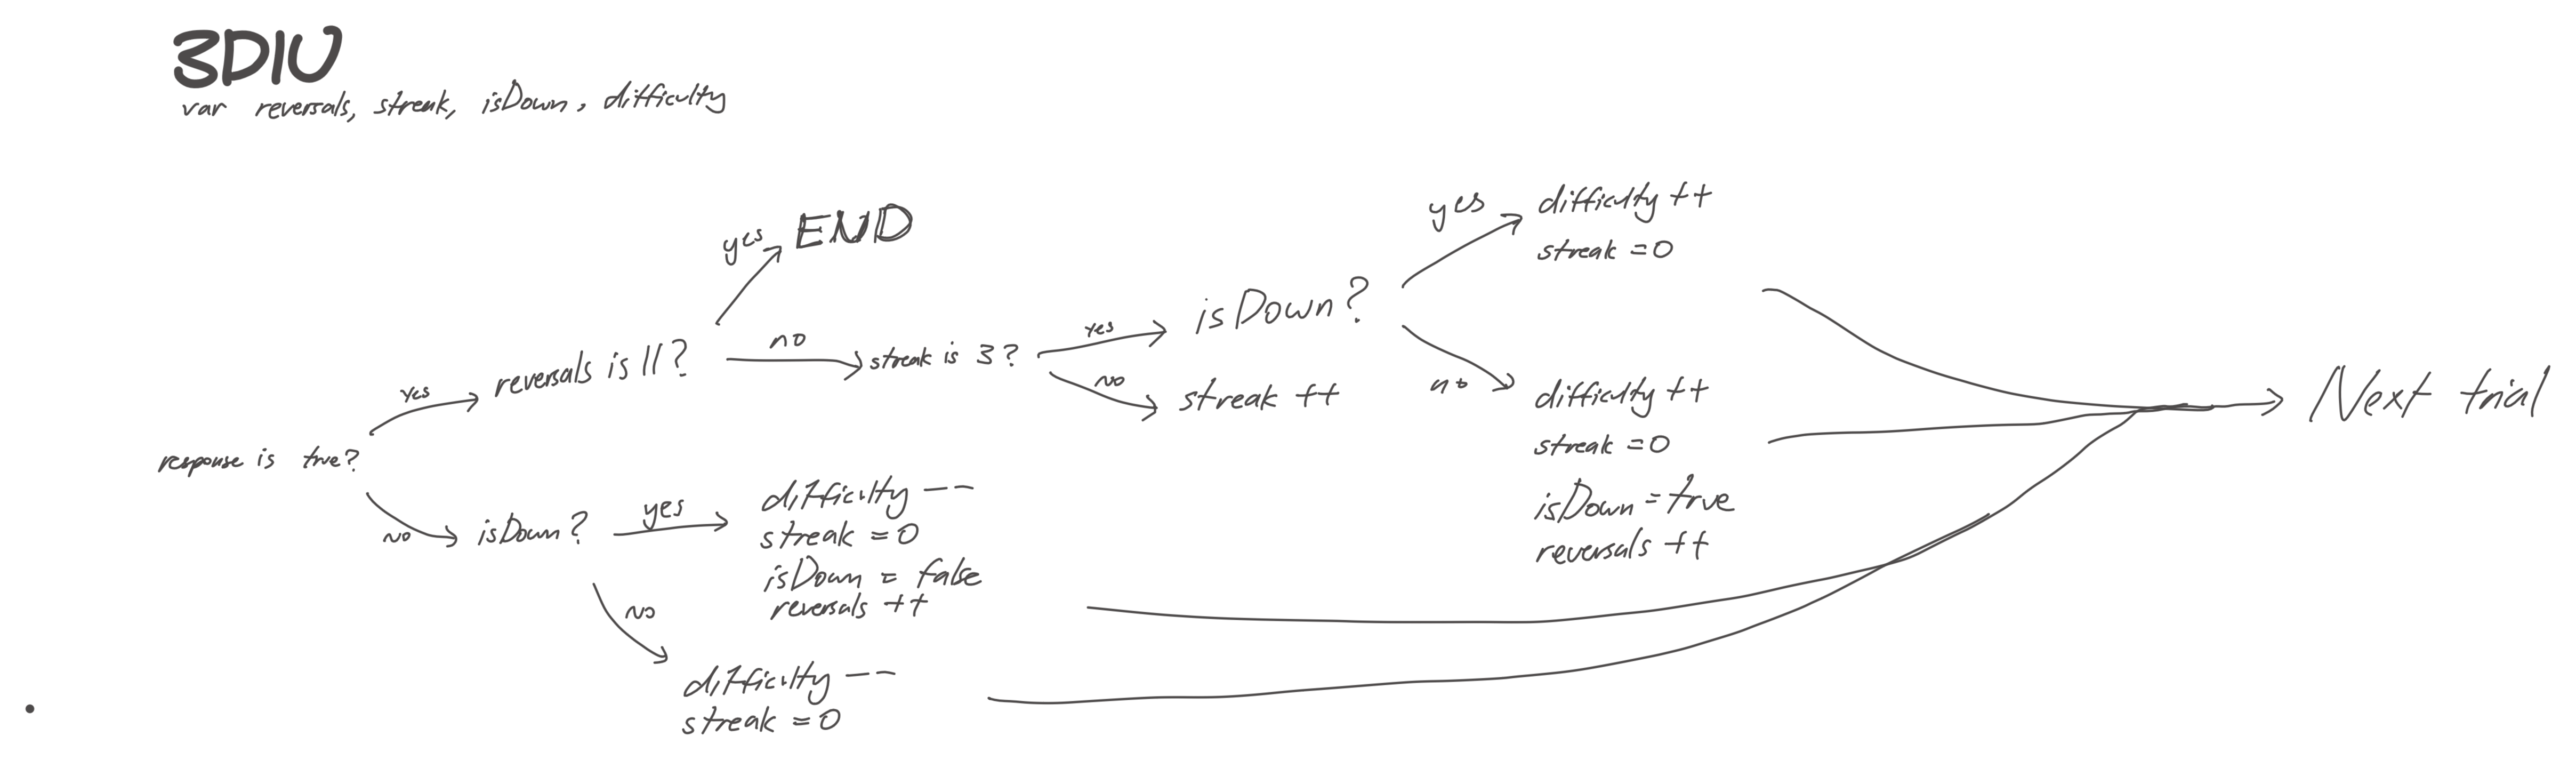 3D1U
var reversals, streak, isDown, difficulty
response is true?
yes
reversals is 11?
yes
END
no
streak is 3?
yes
isDown?
yes
difficulty ++
streak = 0
no
difficulty ++
streak = 0
isDown = true
reversals ++
no
streak ++
no
isDown?
yes
difficulty --
streak = 0
isDown = false
reversals ++
no
difficulty --
streak = 0
Next trial